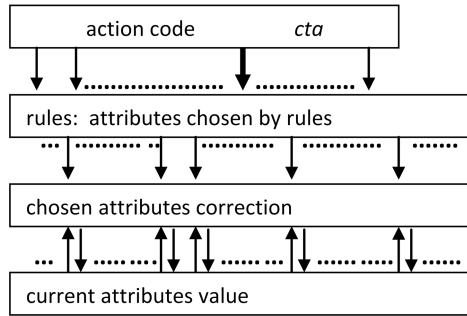 action code cta
rules: attributes chosen by rules
chosen attributes correction
current attributes value